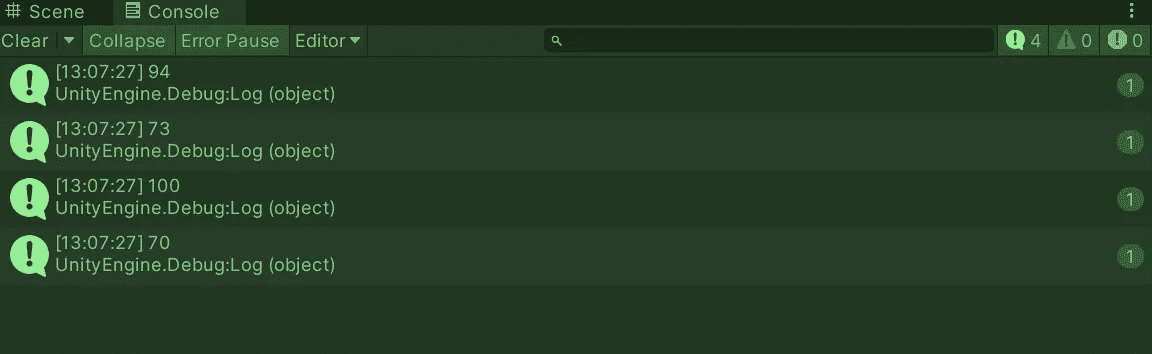 Scene Console
Clear Collapse Error Pause Editor 4 0 0
[13:07:27] 94
UnityEngine.Debug:Log (object) 1
[13:07:27] 73
UnityEngine.Debug:Log (object) 1
[13:07:27] 100
UnityEngine.Debug:Log (object) 1
[13:07:27] 70
UnityEngine.Debug:Log (object) 1